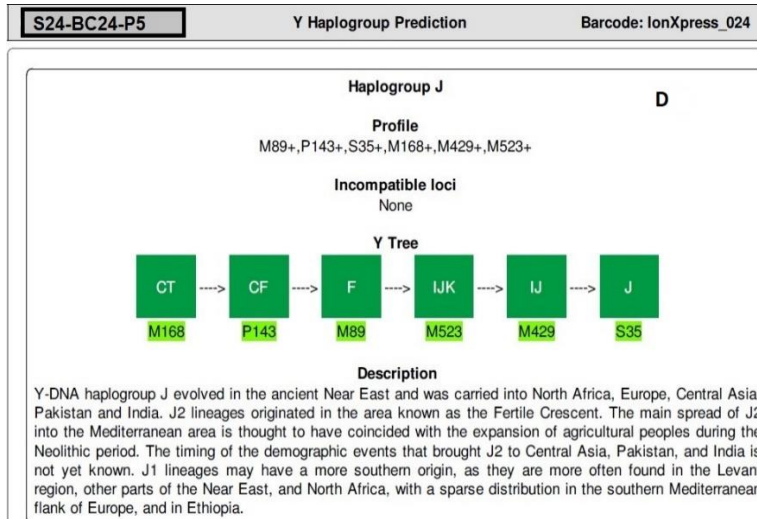 S24-BC24-P5 Y Haplogroup Prediction Barcode: IonXpress_024
Haplogroup J
D
Profile
M89+,P143+,S35+,M168+,M429+,M523+
Incompatible loci
None
Y Tree
CT ----> CF ----> F ----> IJK ----> IJ ----> J
M168 P143 M89 M523 M429 S35
Description
Y-DNA haplogroup J evolved in the ancient Near East and was carried into North Africa, Europe, Central Asia
Pakistan and India. J2 lineages originated in the area known as the Fertile Crescent. The main spread of J2
into the Mediterranean area is thought to have coincided with the expansion of agricultural peoples during the
Neolithic period. The timing of the demographic events that brought J2 to Central Asia, Pakistan, and India is
not yet known. J1 lineages may have a more southern origin, as they are more often found in the Levan
region, other parts of the Near East, and North Africa, with a sparse distribution in the southern Mediterranean
flank of Europe, and in Ethiopia.